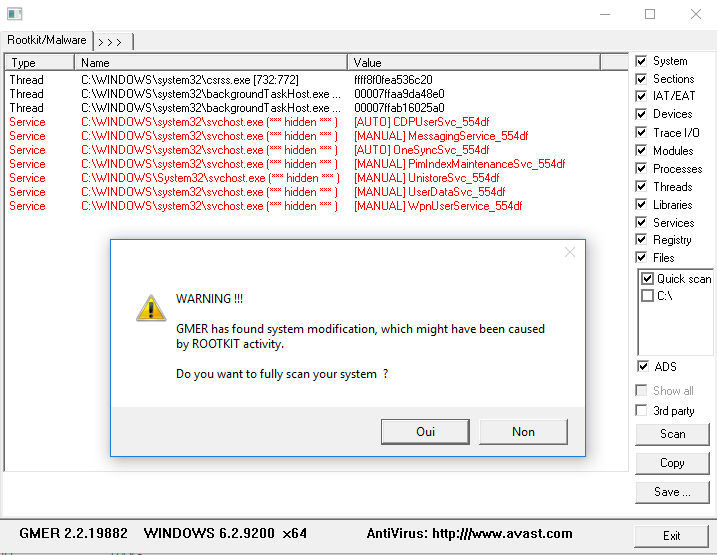 Rootkit/Malware > > >
Type Name Value
Thread C:\WINDOWS\system32\csrss.exe [732:772] ffff8f0fea536c20
Thread C:\WINDOWS\system32\backgroundTaskHost.exe ... 00007ffaa9da48e0
Thread C:\WINDOWS\system32\backgroundTaskHost.exe ... 00007ffab16025a0
Service C:\WINDOWS\system32\svchost.exe (*** hidden *** ) [AUTO] CDPUserSvc_554df
Service C:\WINDOWS\system32\svchost.exe (*** hidden *** ) [MANUAL] MessagingService_554df
Service C:\WINDOWS\system32\svchost.exe (*** hidden *** ) [AUTO] OneSyncSvc_554df
Service C:\WINDOWS\system32\svchost.exe (*** hidden *** ) [MANUAL] PimIndexMaintenanceSvc_554df
Service C:\WINDOWS\System32\svchost.exe (*** hidden *** ) [MANUAL] UnistoreSvc_554df
Service C:\WINDOWS\system32\svchost.exe (*** hidden *** ) [MANUAL] UserDataSvc_554df
Service C:\WINDOWS\system32\svchost.exe (*** hidden *** ) [MANUAL] WpnUserService_554df
WARNING !!!
GMER has found system modification, which might have been caused
by ROOTKIT activity.
Do you want to fully scan your system ?
Oui Non
System
Sections
IAT/EAT
Devices
Trace I/O
Modules
Processes
Threads
Libraries
Services
Registry
Files
Quick scan
C:\
ADS
Show all
3rd party
Scan
Copy
Save ...
GMER 2.2.19882 WINDOWS 6.2.9200 x64 AntiVirus: http:///www.avast.com Exit